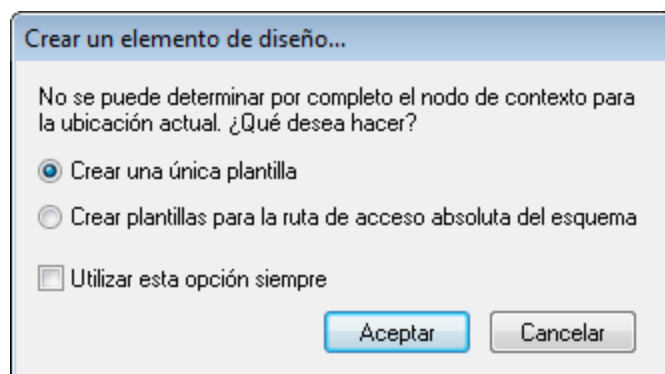 Crear un elemento de diseño...
No se puede determinar por completo el nodo de contexto para
la ubicación actual. ¿Qué desea hacer?
Crear una única plantilla
Crear plantillas para la ruta de acceso absoluta del esquema
Utilizar esta opción siempre
Aceptar Cancelar